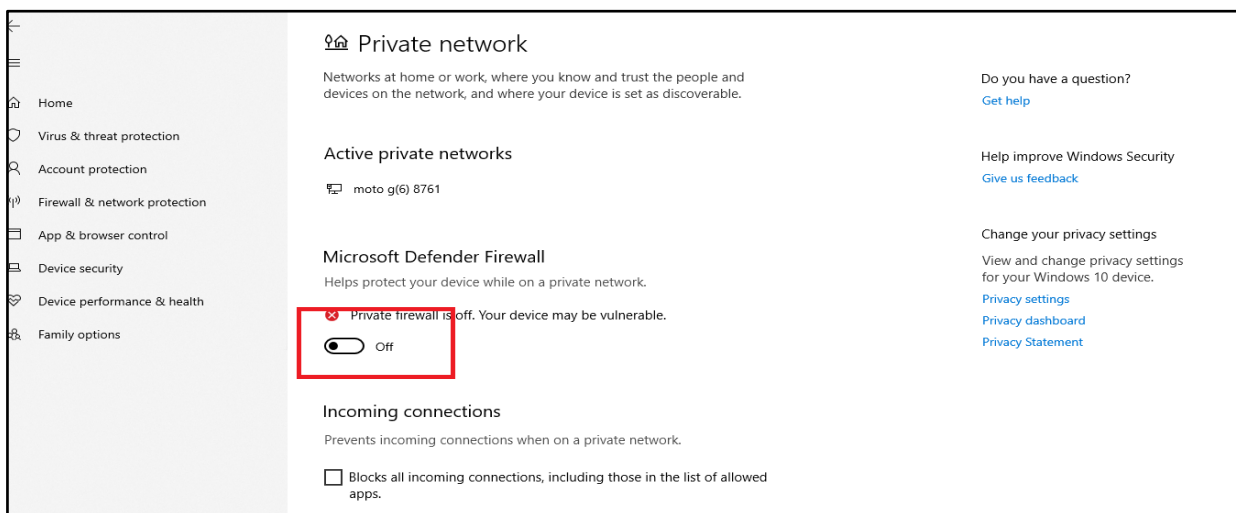 Home
Virus & threat protection
Account protection
Firewall & network protection
App & browser control
Device security
Device performance & health
Family options
Private network
Networks at home or work, where you know and trust the people and
devices on the network, and where your device is set as discoverable.
Active private networks
moto g(6) 8761
Microsoft Defender Firewall
Helps protect your device while on a private network.
Private firewall is off. Your device may be vulnerable.
Off
Incoming connections
Prevents incoming connections when on a private network.
Blocks all incoming connections, including those in the list of allowed
apps.
Do you have a question?
Get help
Help improve Windows Security
Give us feedback
Change your privacy settings
View and change privacy settings
for your Windows 10 device.
Privacy settings
Privacy dashboard
Privacy Statement